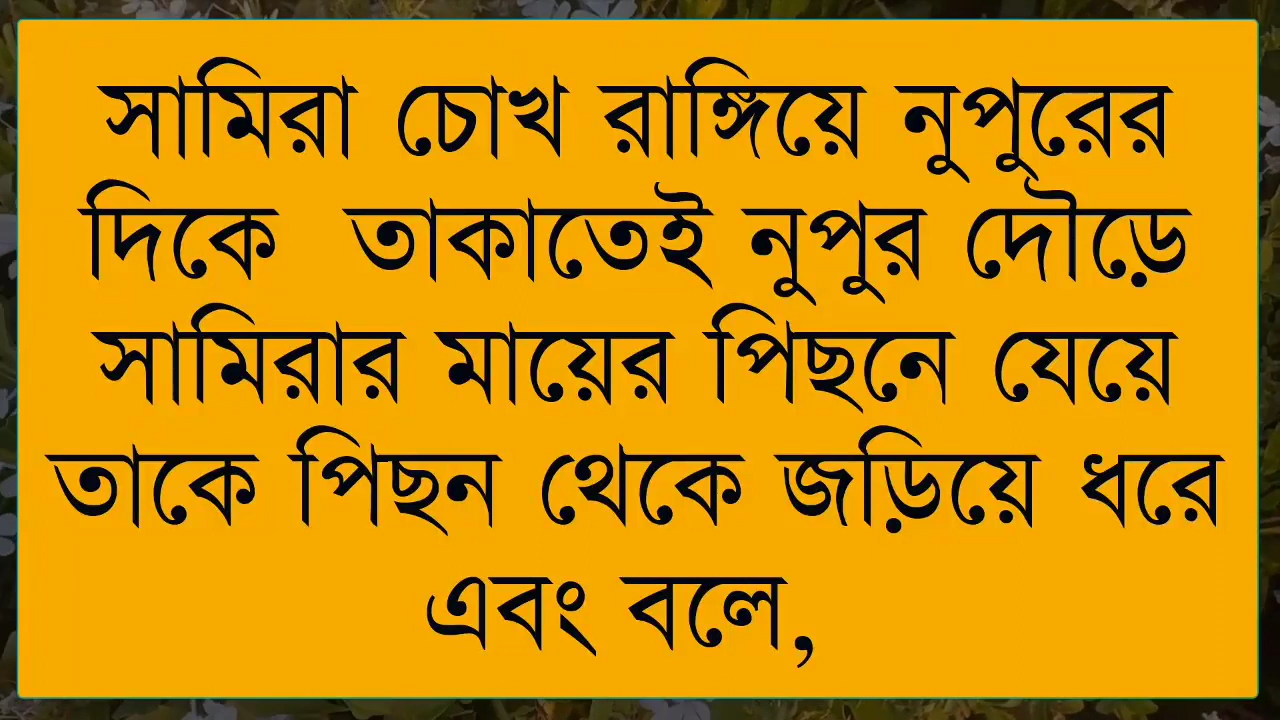 সামিরা চোখ রাঙ্গিয়ে নুপুরের
দিকে তাকাতেই নুপুর দৌড়ে
সামিরার মায়ের পিছনে যেয়ে
তাকে পিছন থেকে জড়িয়ে ধরে
এবং বলে,